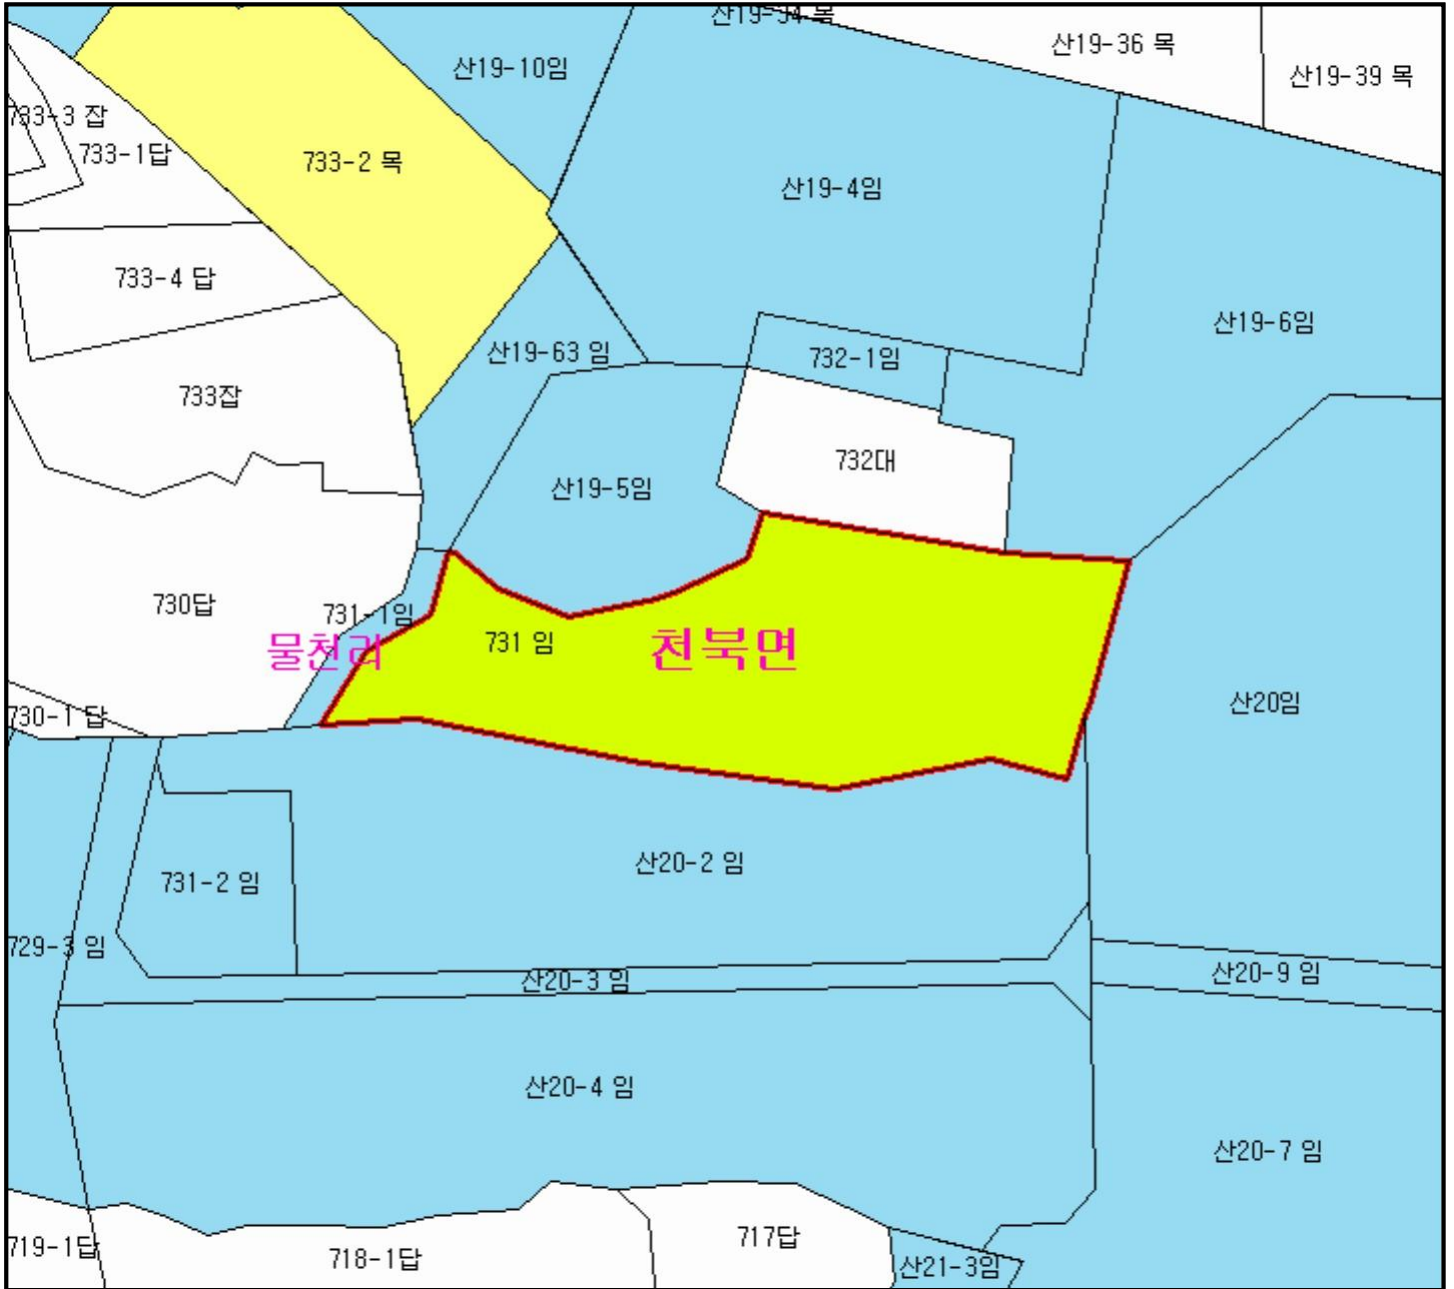 산19-34 목
산19-36 목
산19-10임
산19-39 목
733-3 잡
733-1답
733-2 목
산19-4임
733-4 답
산19-6임
산19-63 임
732-1임
733잡
732대
산19-5임
730답
731-1임
731 임
천북면
물천리
산20임
730-1 답
산20-2 임
731-2 임
729-3 임
산20-9 임
산20-3 임
산20-4 임
산20-7 임
717답
719-1답
718-1답
산21-3임